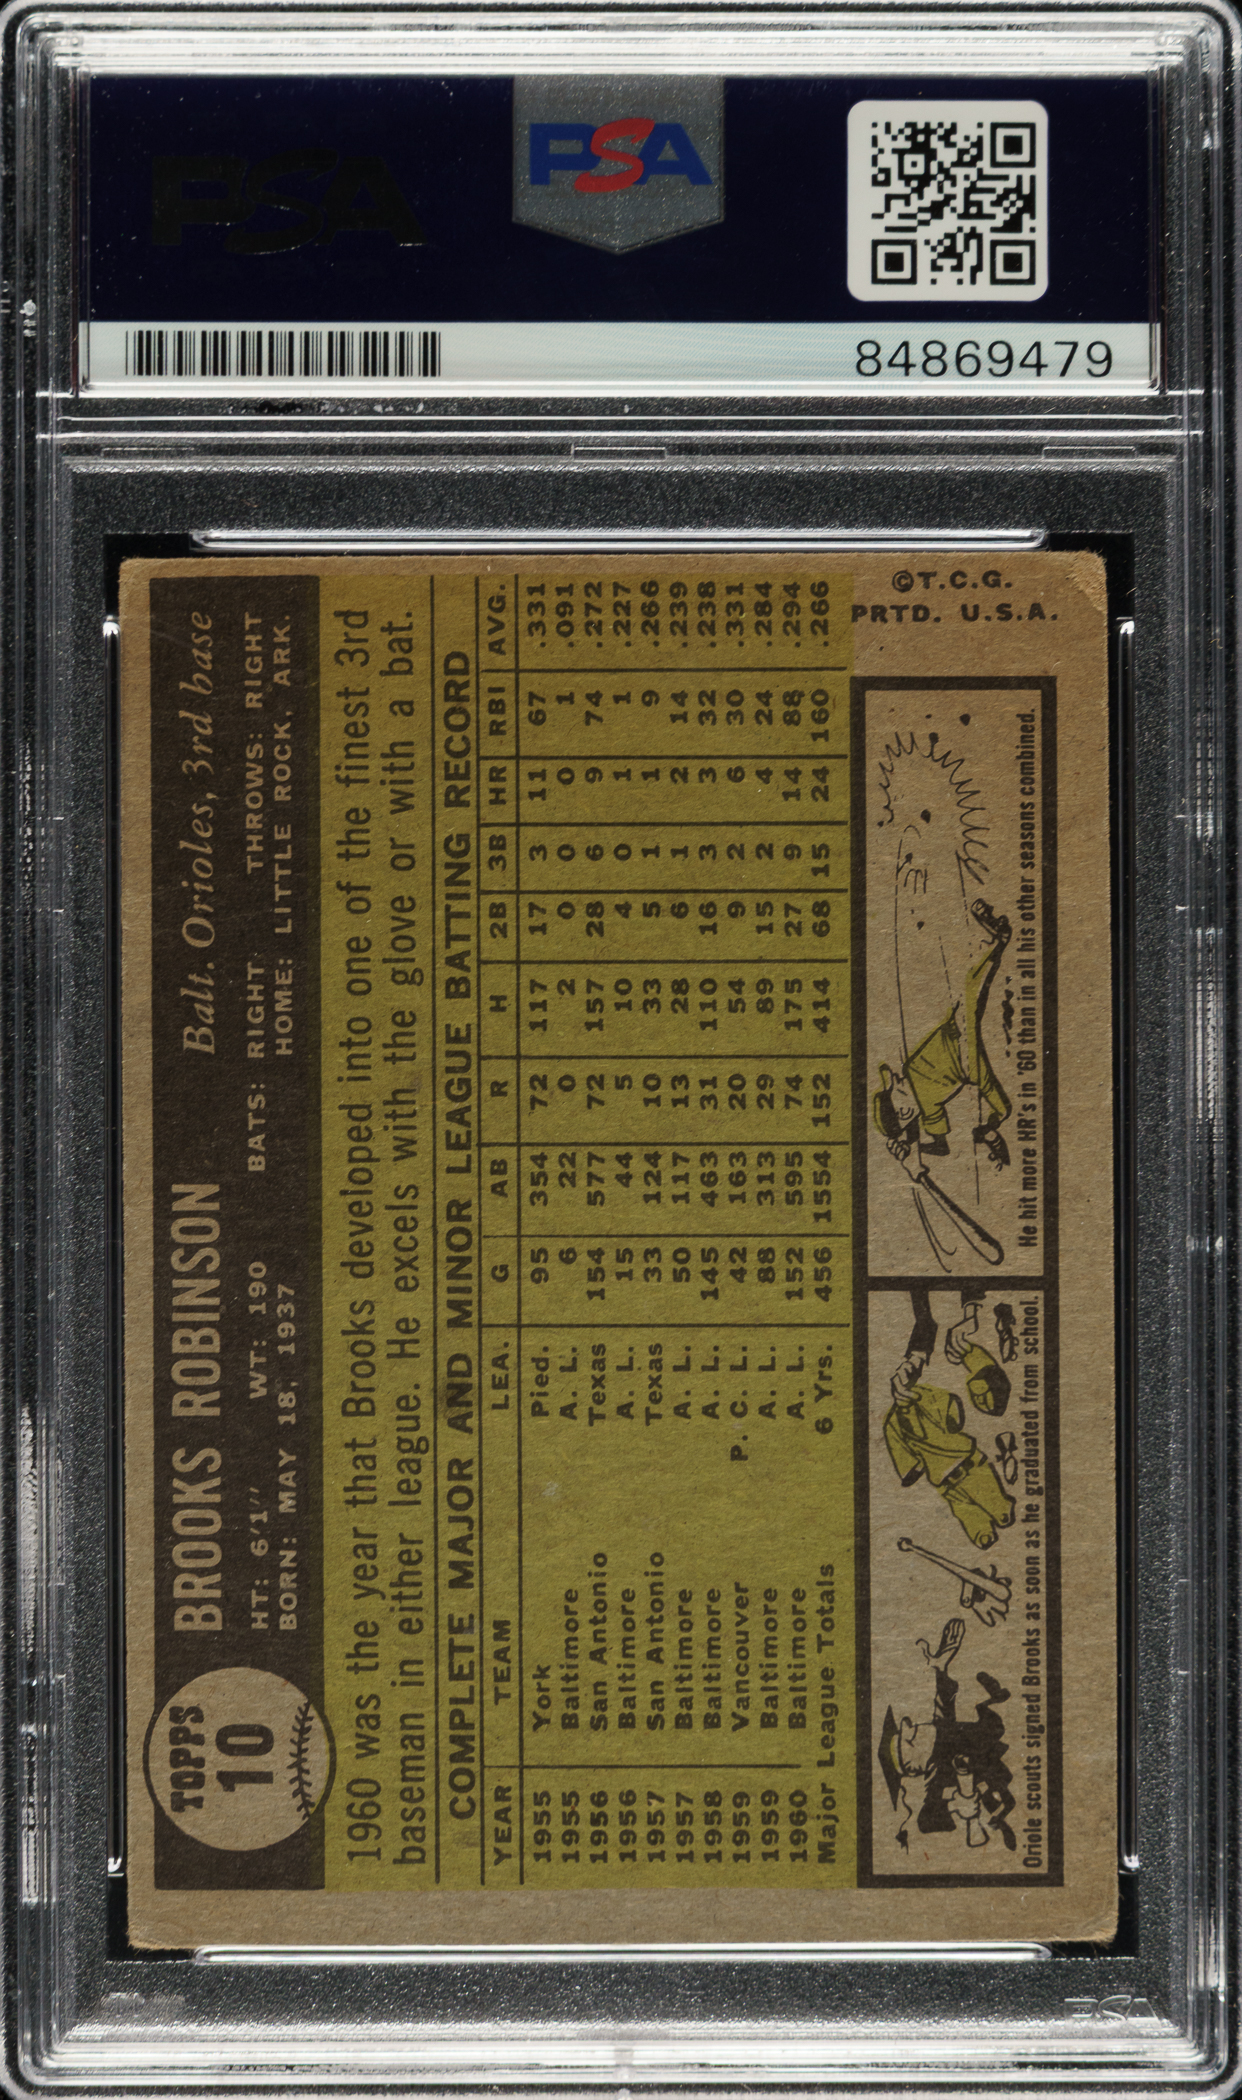 PSA
PSA
84869479
TOPPS
10
BROOKS ROBINSON Balt. Orioles, 3rd base
HT: 6'1" WT: 190 BATS: RIGHT THROWS: RIGHT
BORN: MAY 18, 1937 HOME: LITTLE ROCK, ARK.
1960 was the year that Brooks developed into one of the finest 3rd
baseman in either league. He excels with the glove or with a bat.
COMPLETE MAJOR AND MINOR LEAGUE BATTING RECORD
YEAR TEAM LEA. G AB R H 2B 3B HR RBI AVG.
1955 York Pied. 95 354 72 117 17 3 11 67 .331
1955 Baltimore A. L. 6 22 0 2 0 0 0 1 .091
1956 San Antonio Texas 154 577 72 157 28 6 9 74 .272
1956 Baltimore A. L. 15 44 5 10 4 0 1 1 .227
1957 San Antonio Texas 33 124 10 33 5 1 1 9 .266
1957 Baltimore A. L. 50 117 13 28 6 1 2 14 .239
1958 Baltimore A. L. 145 463 31 110 16 3 3 32 .238
1959 Vancouver P. C. L. 42 163 20 54 9 2 6 30 .331
1959 Baltimore A. L. 88 313 29 89 15 2 4 24 .284
1960 Baltimore A. L. 152 595 74 175 27 9 14 88 .294
Major League Totals 6 Yrs. 456 1554 152 414 68 15 24 160 .266
Oriole scouts signed Brooks as soon as he graduated from school.
He hit more HR's in '60 than in all his other seasons combined.
©T.C.G.
PRTD. U.S.A.
PSA